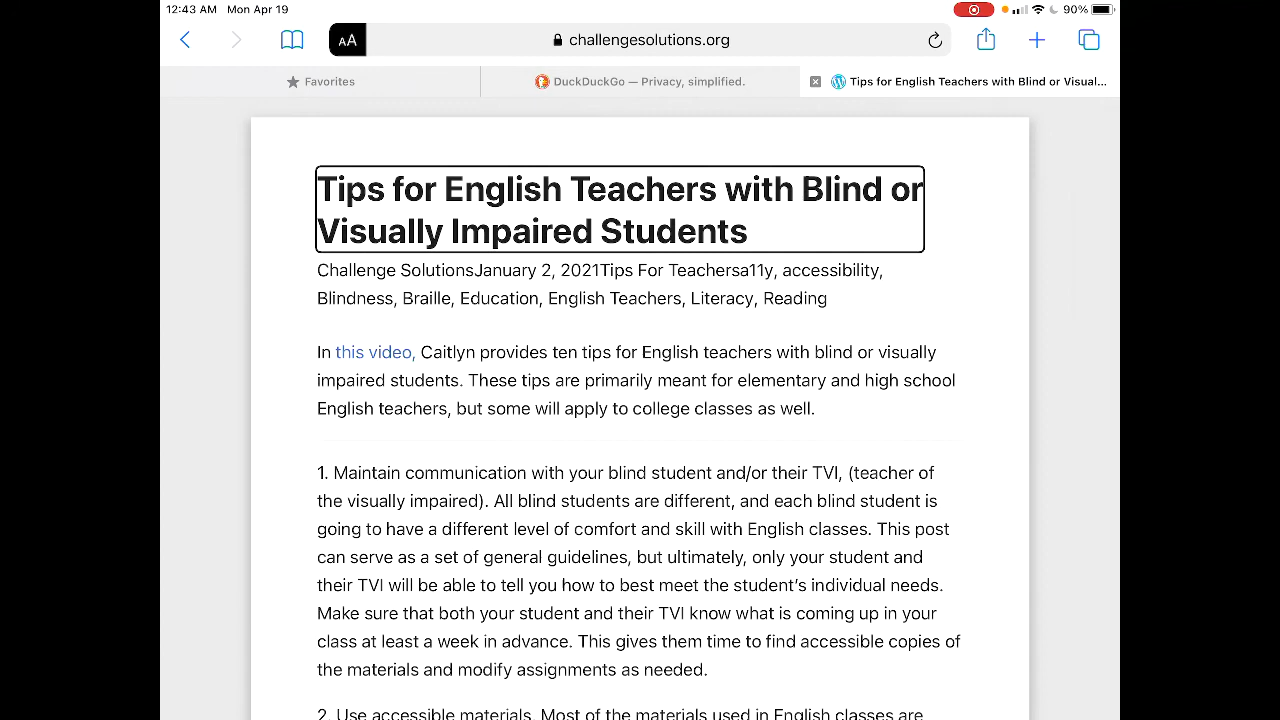 12:43 AM Mon Apr 19
90%
AA
challengesolutions.org
Favorites
DuckDuckGo — Privacy, simplified.
Tips for English Teachers with Blind or Visual...
Tips for English Teachers with Blind or
Visually Impaired Students
Challenge SolutionsJanuary 2, 2021Tips For Teachersa11y, accessibility,
Blindness, Braille, Education, English Teachers, Literacy, Reading
In this video, Caitlyn provides ten tips for English teachers with blind or visually
impaired students. These tips are primarily meant for elementary and high school
English teachers, but some will apply to college classes as well.
1. Maintain communication with your blind student and/or their TVI, (teacher of
the visually impaired). All blind students are different, and each blind student is
going to have a different level of comfort and skill with English classes. This post
can serve as a set of general guidelines, but ultimately, only your student and
their TVI will be able to tell you how to best meet the student's individual needs.
Make sure that both your student and their TVI know what is coming up in your
class at least a week in advance. This gives them time to find accessible copies of
the materials and modify assignments as needed.
2. Use accessible materials. Most of the materials used in English classes are